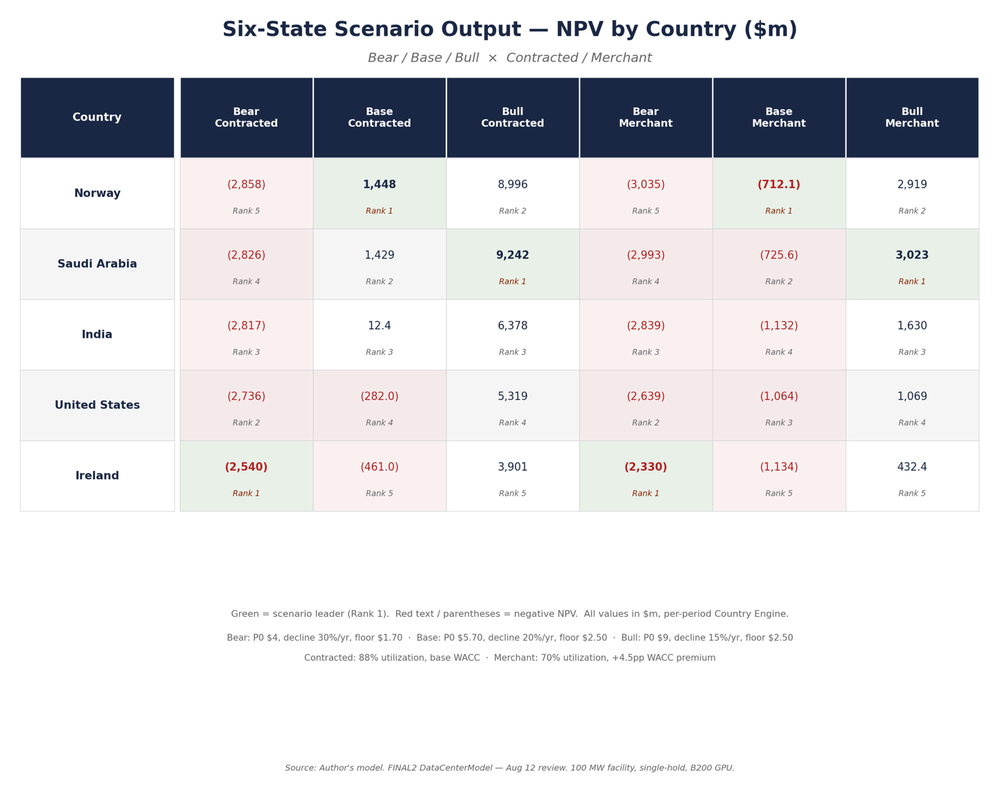 Six-State Scenario Output — NPV by Country ($m)
Bear / Base / Bull × Contracted / Merchant
Country
Bear
Contracted
Base
Contracted
Bull
Contracted
Bear
Merchant
Base
Merchant
Bull
Merchant
Norway
(2,858)
Rank 5
1,448
Rank 1
8,996
Rank 2
(3,035)
Rank 5
(712.1)
Rank 1
2,919
Rank 2
Saudi Arabia
(2,826)
Rank 4
1,429
Rank 2
9,242
Rank 1
(2,993)
Rank 4
(725.6)
Rank 2
3,023
Rank 1
India
(2,817)
Rank 3
12.4
Rank 3
6,378
Rank 3
(2,839)
Rank 3
(1,132)
Rank 4
1,630
Rank 3
United States
(2,736)
Rank 2
(282.0)
Rank 4
5,319
Rank 4
(2,639)
Rank 2
(1,064)
Rank 3
1,069
Rank 4
Ireland
(2,540)
Rank 1
(461.0)
Rank 5
3,901
Rank 5
(2,330)
Rank 1
(1,134)
Rank 5
432.4
Rank 5
Green = scenario leader (Rank 1).  Red text / parentheses = negative NPV.  All values in $m, per-period Country Engine.
Bear: P0 $4, decline 30%/yr, floor $1.70 · Base: P0 $5.70, decline 20%/yr, floor $2.50 · Bull: P0 $9, decline 15%/yr, floor $2.50
Contracted: 88% utilization, base WACC · Merchant: 70% utilization, +4.5pp WACC premium
Source: Author's model. FINAL2 DataCenterModel — Aug 12 review. 100 MW facility, single-hold, B200 GPU.